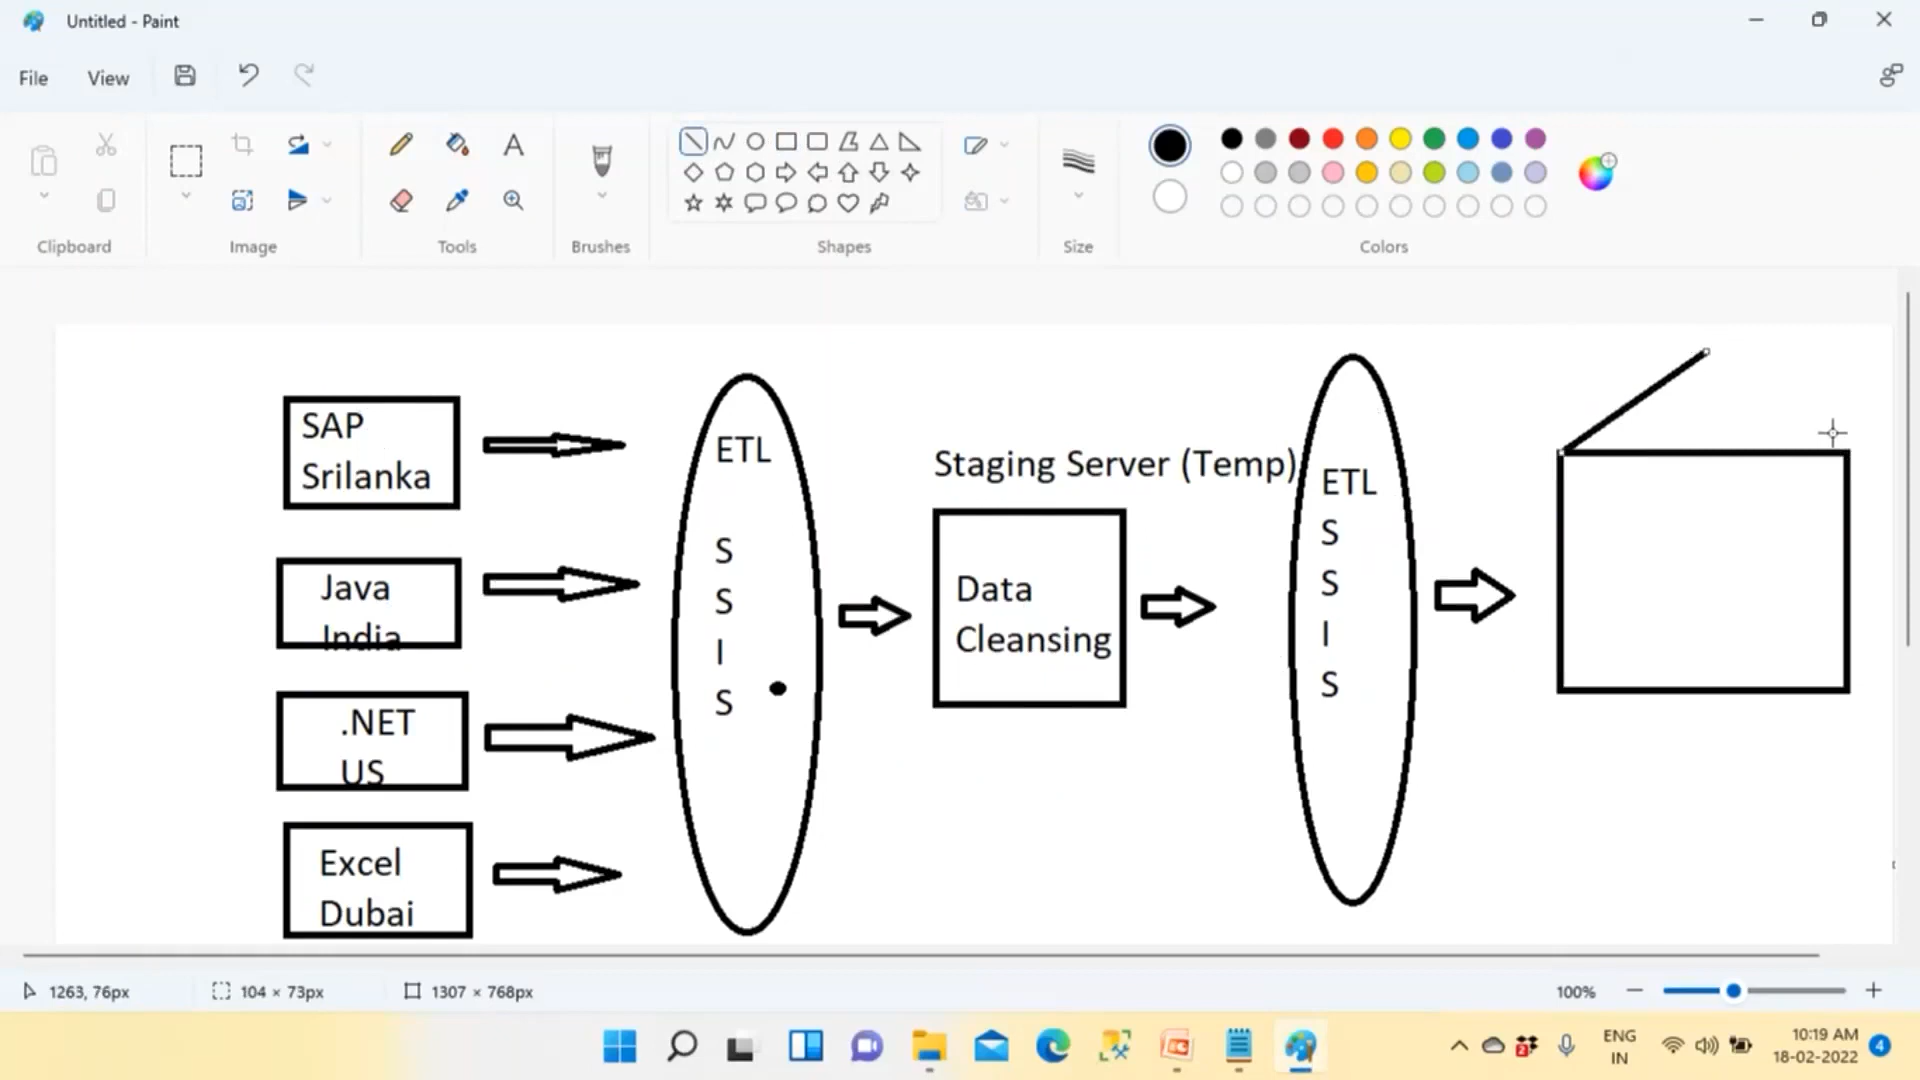 Untitled - Paint
File
View
Clipboard
Image
Tools
Brushes
Shapes
Size
Colors
SAP
Srilanka
Java
India
.NET
US
Excel
Dubai
ETL
S
S
I
S
Staging Server (Temp)
Data
Cleansing
ETL
S
S
I
S
1263, 76px
104 × 73px
1307 × 768px
100%
ENG
IN
10:19 AM
18-02-2022
4
2